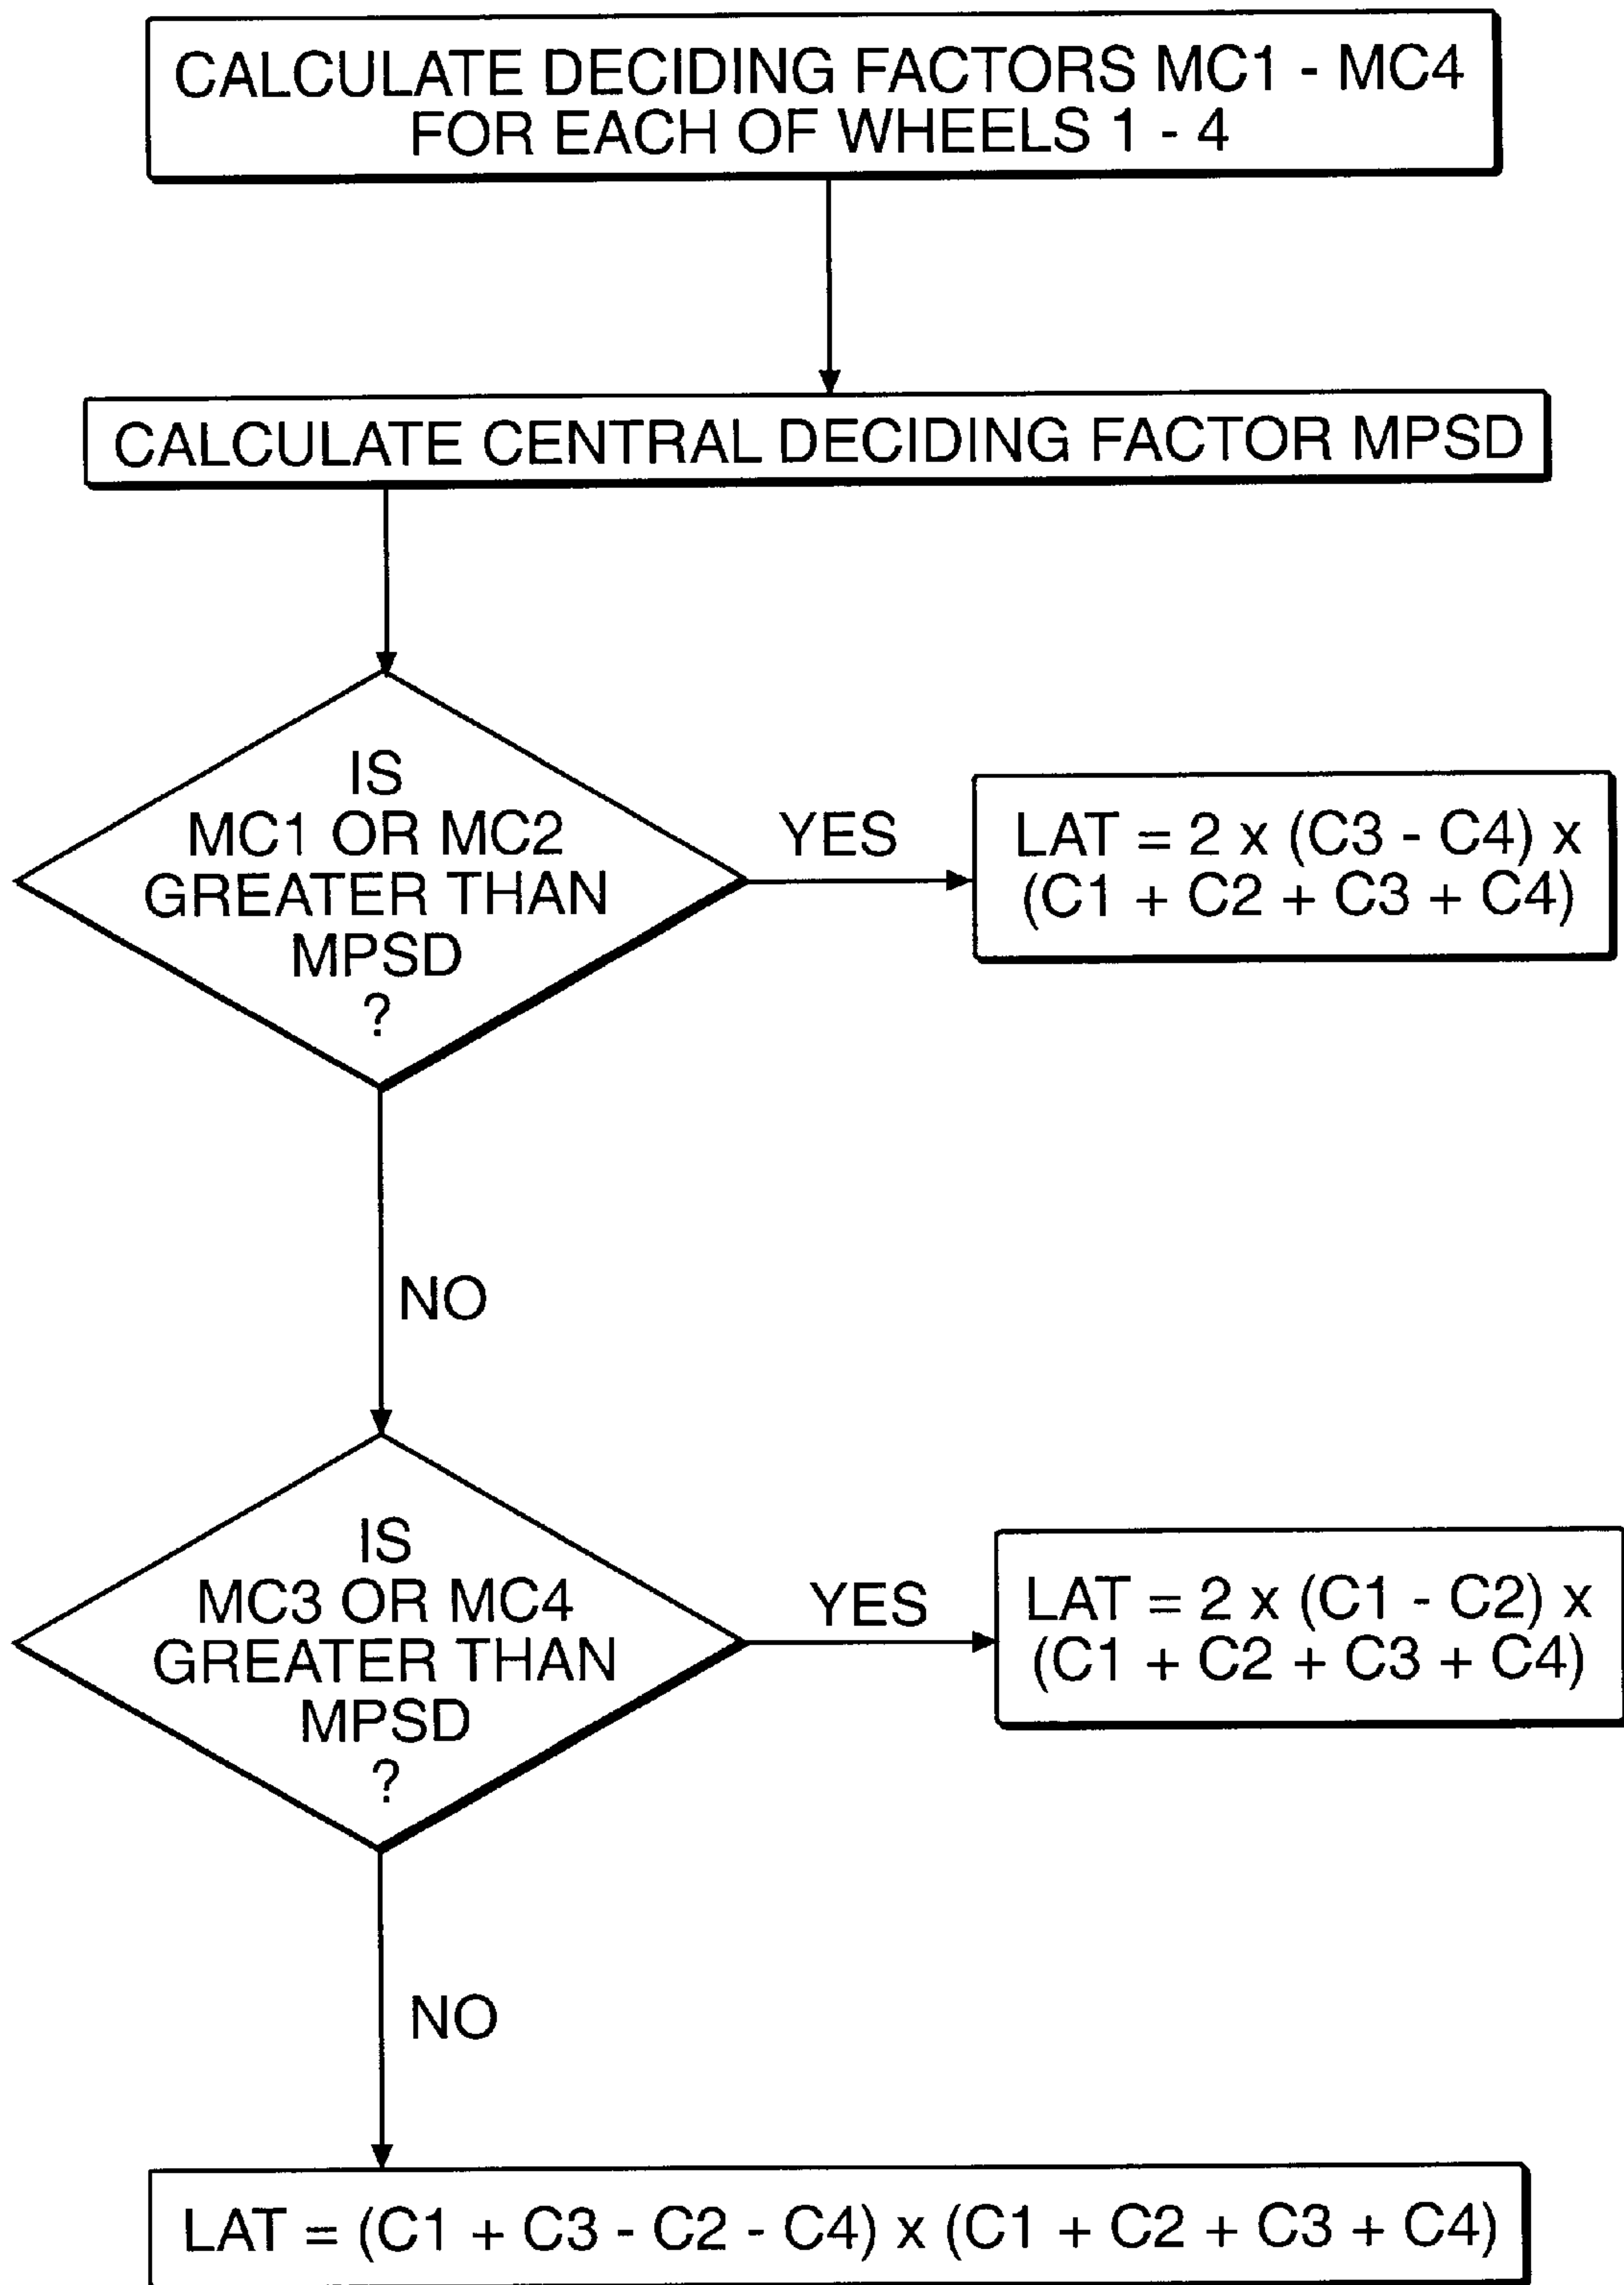 CALCULATE DECIDING FACTORS MC1 - MC4
FOR EACH OF WHEELS 1 - 4
CALCULATE CENTRAL DECIDING FACTOR MPSD
IS
MC1 OR MC2
GREATER THAN
MPSD
?
YES
LAT = 2 x (C3 - C4) x
(C1 + C2 + C3 + C4)
NO
IS
MC3 OR MC4
GREATER THAN
MPSD
?
YES
LAT = 2 x (C1 - C2) x
(C1 + C2 + C3 + C4)
NO
LAT = (C1 + C3 - C2 - C4) x (C1 + C2 + C3 + C4)